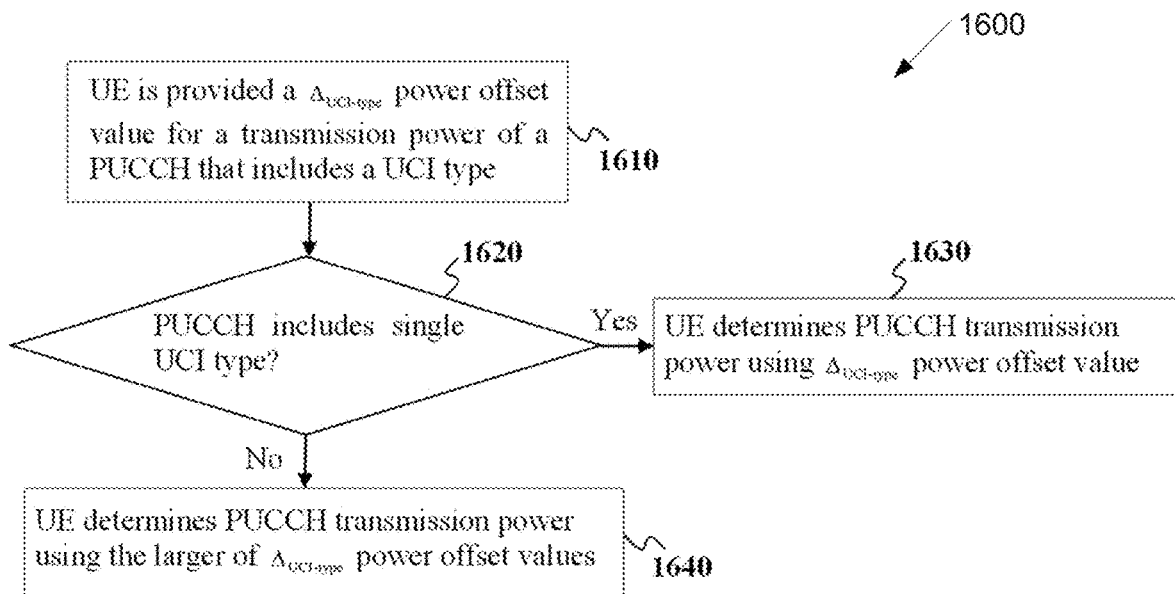 1600
UE is provided a Δ_UCI-type power offset
value for a transmission power of a
PUCCH that includes a UCI type
1610
1620
PUCCH includes single
UCI type?
Yes
1630
UE determines PUCCH transmission
power using Δ_UCI-type power offset value
No
UE determines PUCCH transmission power
using the larger of Δ_UCI-type power offset values
1640